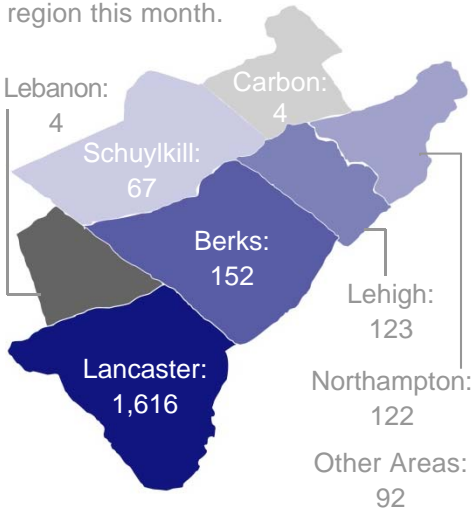 region this month.
Lebanon:
4
Carbon:
4
Schuylkill:
67
Berks:
152
Lehigh:
123
Lancaster:
1,616
Northampton:
122
Other Areas:
92